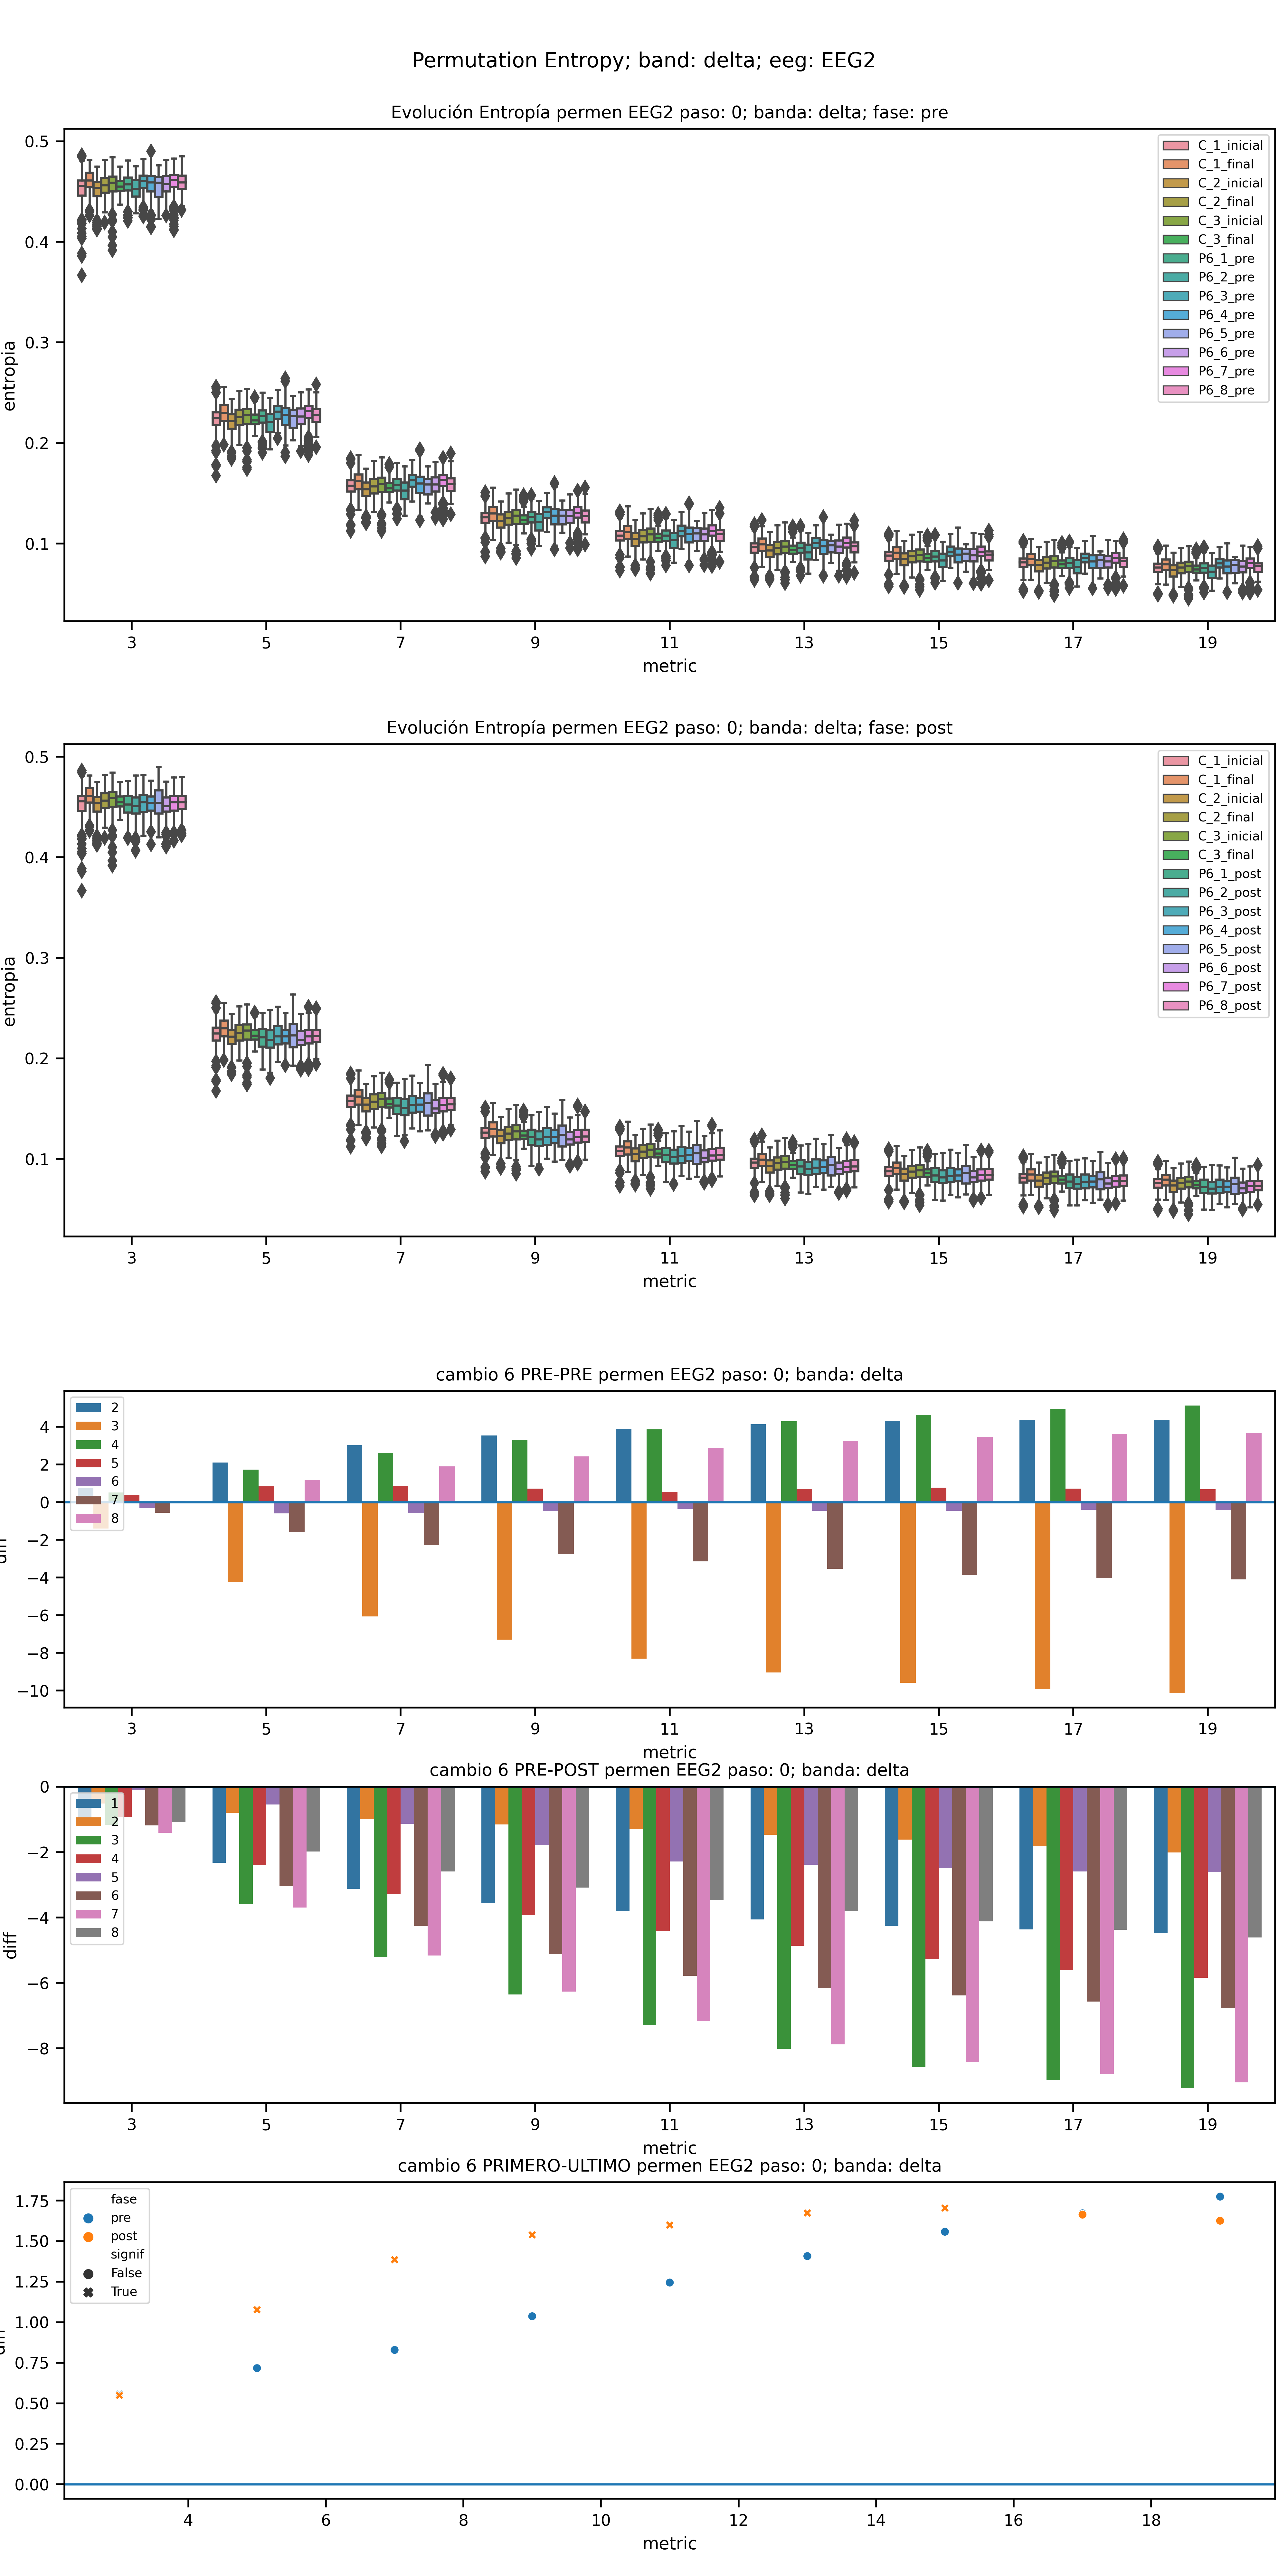 Permutation Entropy; band: delta; eeg: EEG2
Evolución Entropía permen EEG2 paso: 0; banda: delta; fase: pre
entropia
0.5
0.4
0.3
0.2
0.1
C_1_inicial
C_1_final
C_2_inicial
C_2_final
C_3_inicial
C_3_final
P6_1_pre
P6_2_pre
P6_3_pre
P6_4_pre
P6_5_pre
P6_6_pre
P6_7_pre
P6_8_pre
3 5 7 9 11 13 15 17 19
metric
Evolución Entropía permen EEG2 paso: 0; banda: delta; fase: post
entropia
0.5
0.4
0.3
0.2
0.1
C_1_inicial
C_1_final
C_2_inicial
C_2_final
C_3_inicial
C_3_final
P6_1_post
P6_2_post
P6_3_post
P6_4_post
P6_5_post
P6_6_post
P6_7_post
P6_8_post
3 5 7 9 11 13 15 17 19
metric
cambio 6 PRE-PRE permen EEG2 paso: 0; banda: delta
4
2
0
−2
−4
−6
−8
−10
2
3
4
5
6
7
8
3 5 7 9 11 13 15 17 19
metric
cambio 6 PRE-POST permen EEG2 paso: 0; banda: delta
diff
0
−2
−4
−6
−8
1
2
3
4
5
6
7
8
3 5 7 9 11 13 15 17 19
metric
cambio 6 PRIMERO-ULTIMO permen EEG2 paso: 0; banda: delta
1.75
1.50
1.25
1.00
0.75
0.50
0.25
0.00
fase
pre
post
signif
False
True
4 6 8 10 12 14 16 18
metric